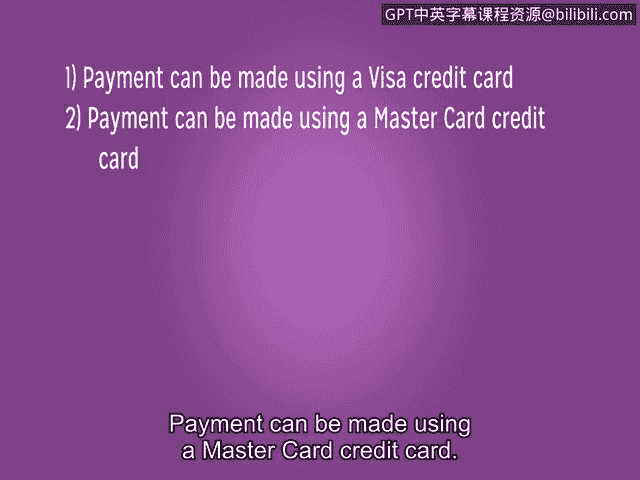 GPT中英字幕课程资源@bilibili.com
1) Payment can be made using a Visa credit card
2) Payment can be made using a Master Card credit
card
Payment can be made using
a Master Card credit card.